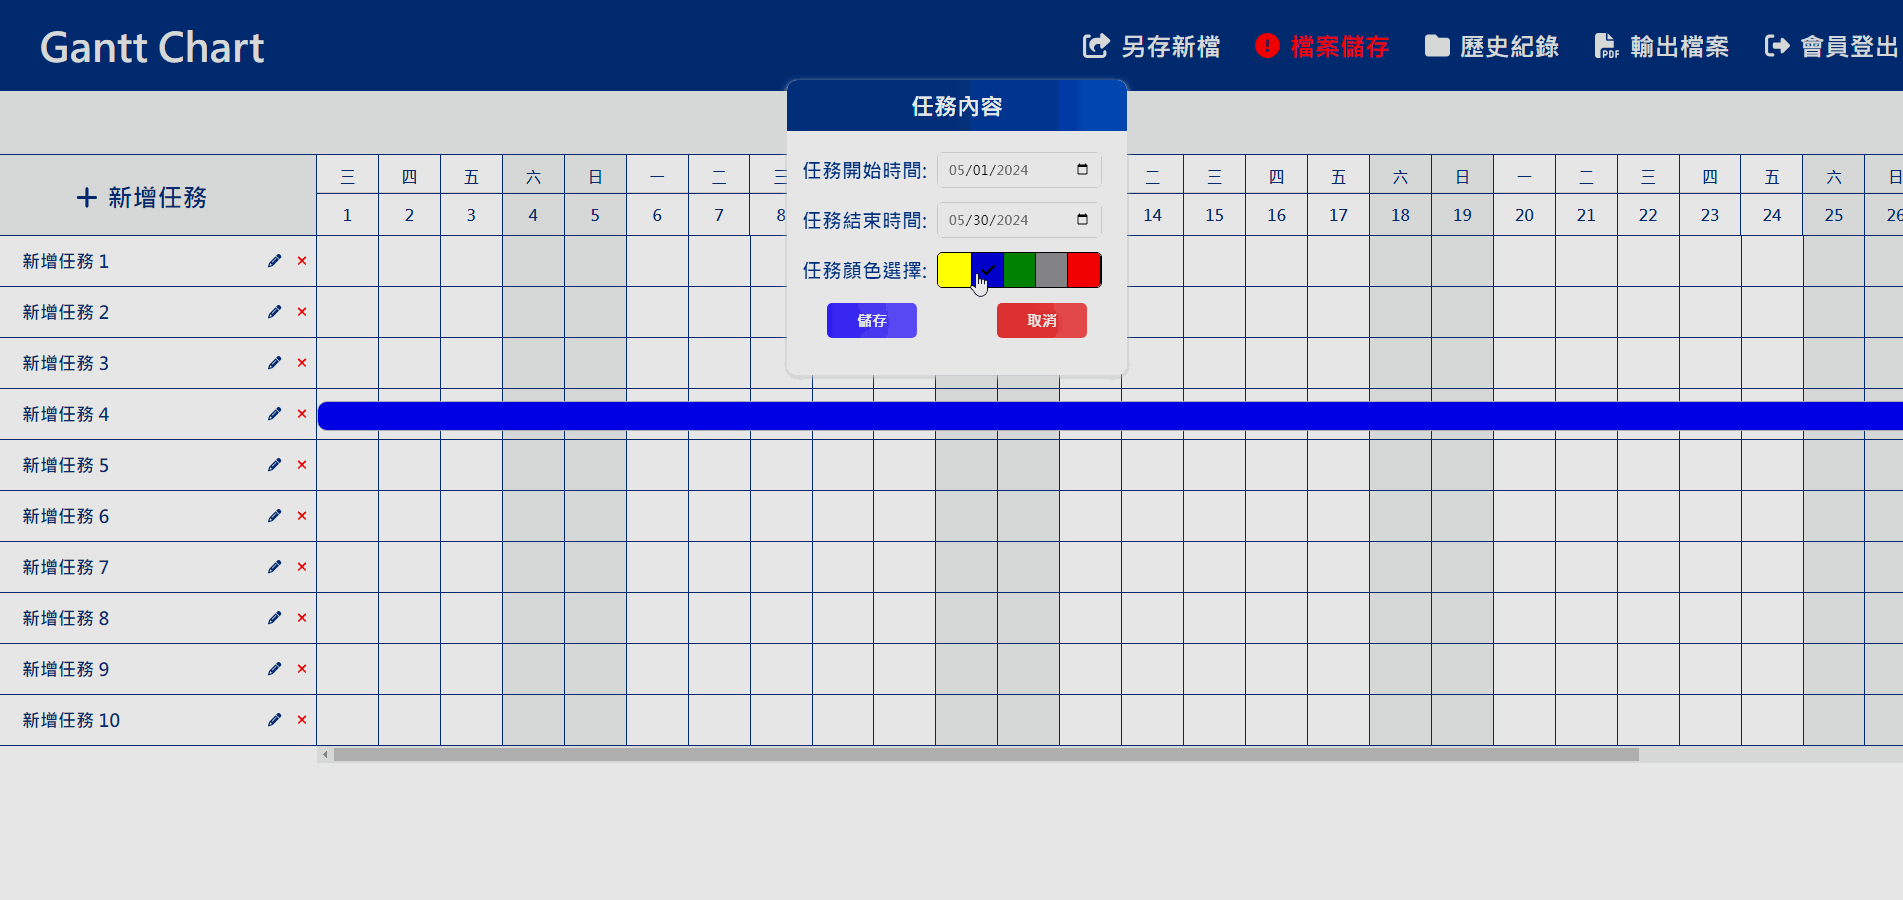 Gantt Chart
另存新檔 檔案儲存 歷史紀錄 輸出檔案 會員登出
任務內容
任務開始時間: 05/01/2024
任務結束時間: 05/30/2024
任務顏色選擇:
儲存 取消
新增任務
三 四 五 六 日 一 二 三 二 三 四 五 六 日 一 二 三 四 五 六 日
1 2 3 4 5 6 7 8 14 15 16 17 18 19 20 21 22 23 24 25 26
新增任務 1
新增任務 2
新增任務 3
新增任務 4
新增任務 5
新增任務 6
新增任務 7
新增任務 8
新增任務 9
新增任務 10